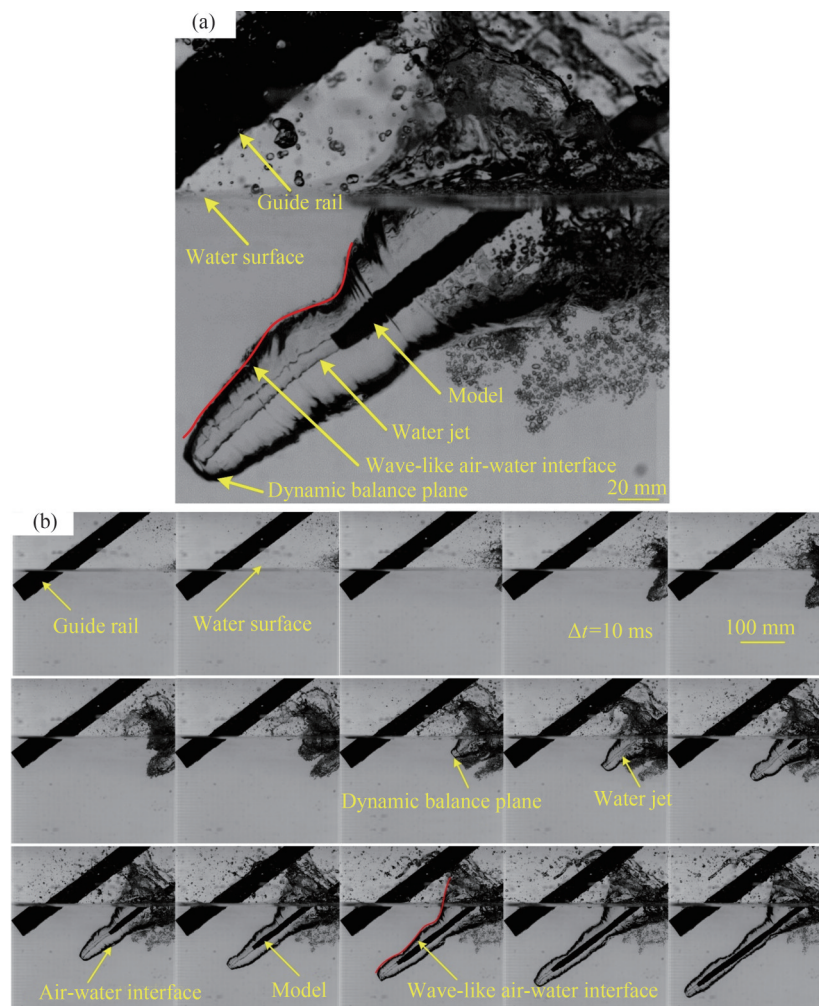 (a)
Guide rail
Water surface
Model
Water jet
Wave-like air-water interface
Dynamic balance plane
20 mm
(b)
Guide rail
Water surface
Δt=10 ms
100 mm
Dynamic balance plane
Water jet
Air-water interface
Model
Wave-like air-water interface